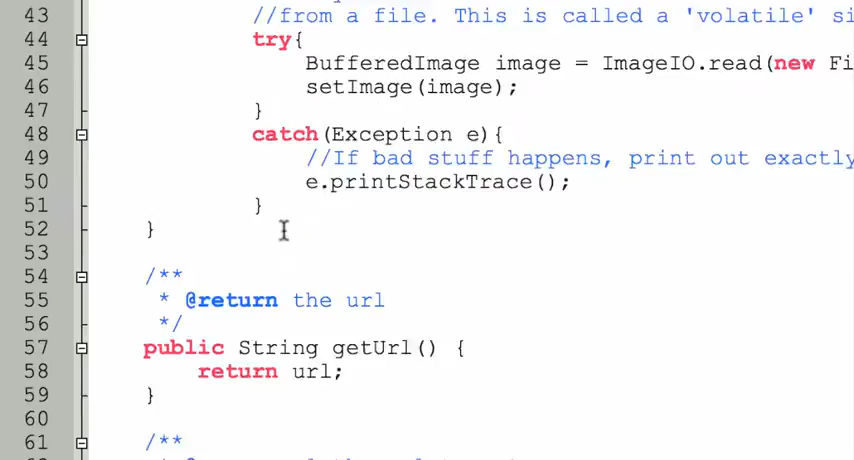 43 //from a file. This is called a 'volatile' si
44 try{
45 BufferedImage image = ImageIO.read(new Fi
46 setImage(image);
47 }
48 catch(Exception e){
49 //If bad stuff happens, print out exactly
50 e.printStackTrace();
51 }
52 }
53
54 /**
55 * @return the url
56 */
57 public String getUrl() {
58 return url;
59 }
60
61 /**